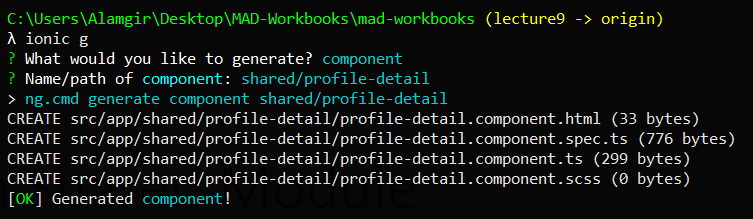 C:\Users\Alamgir\Desktop\MAD-Workbooks\mad-workbooks (lecture9 -> origin)
λ ionic g
? What would you like to generate? component
? Name/path of component: shared/profile-detail
> ng.cmd generate component shared/profile-detail
CREATE src/app/shared/profile-detail/profile-detail.component.html (33 bytes)
CREATE src/app/shared/profile-detail/profile-detail.component.spec.ts (776 bytes)
CREATE src/app/shared/profile-detail/profile-detail.component.ts (299 bytes)
CREATE src/app/shared/profile-detail/profile-detail.component.scss (0 bytes)
[OK] Generated component!